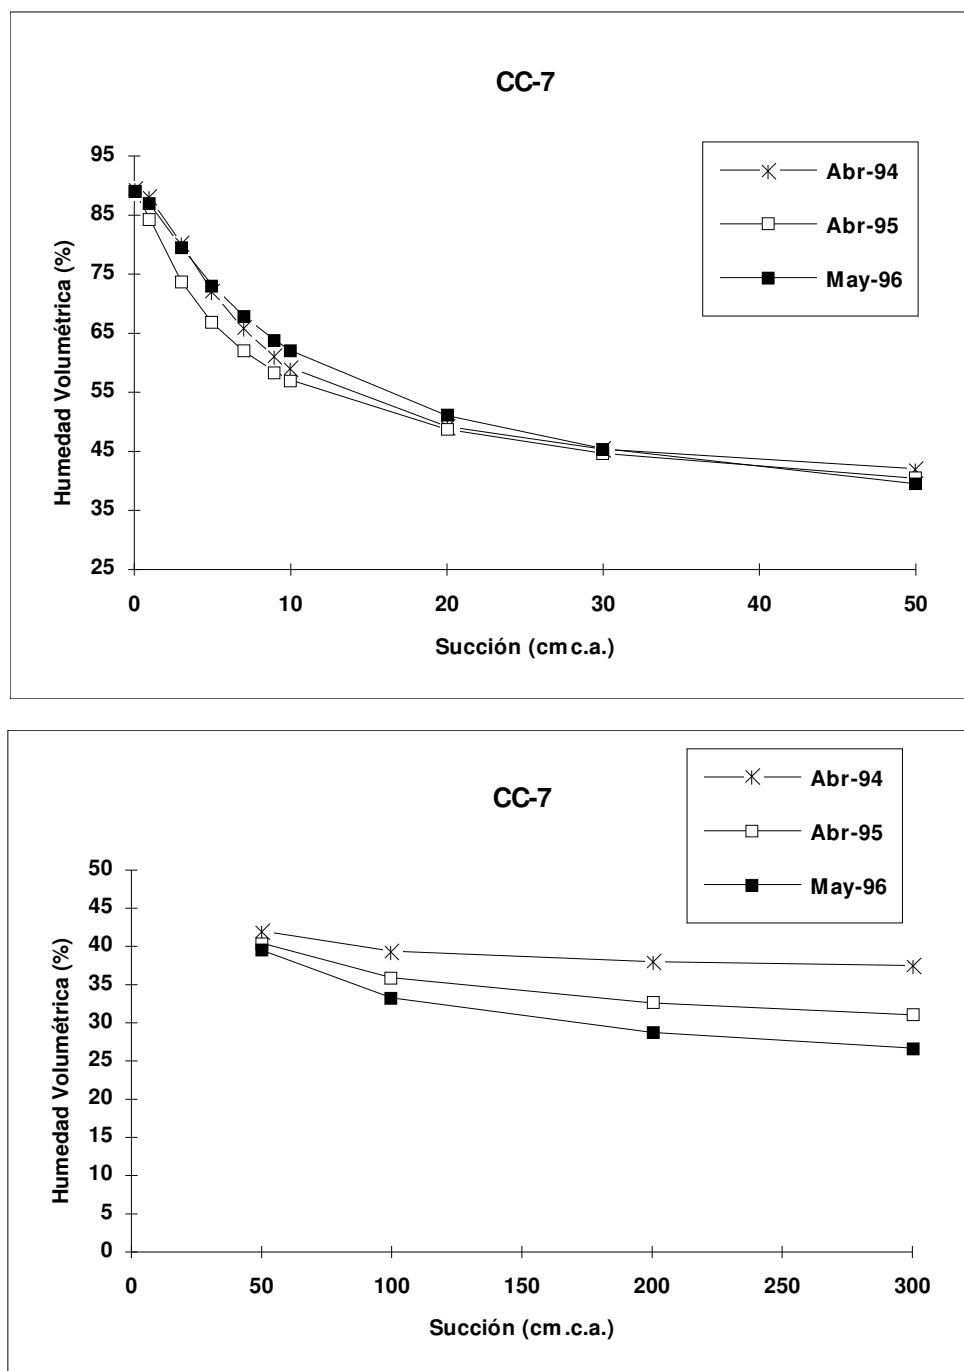 CC-7
Abr-94
Abr-95
May-96
95
85
75
65
55
45
35
25
Humedad Volumétrica (%)
0 10 20 30 40 50
Succión (cm c.a.)
CC-7
Abr-94
Abr-95
May-96
50
45
40
35
30
25
20
15
10
5
0
Humedad Volumétrica (%)
0 50 100 150 200 250 300
Succión (cm.c.a.)